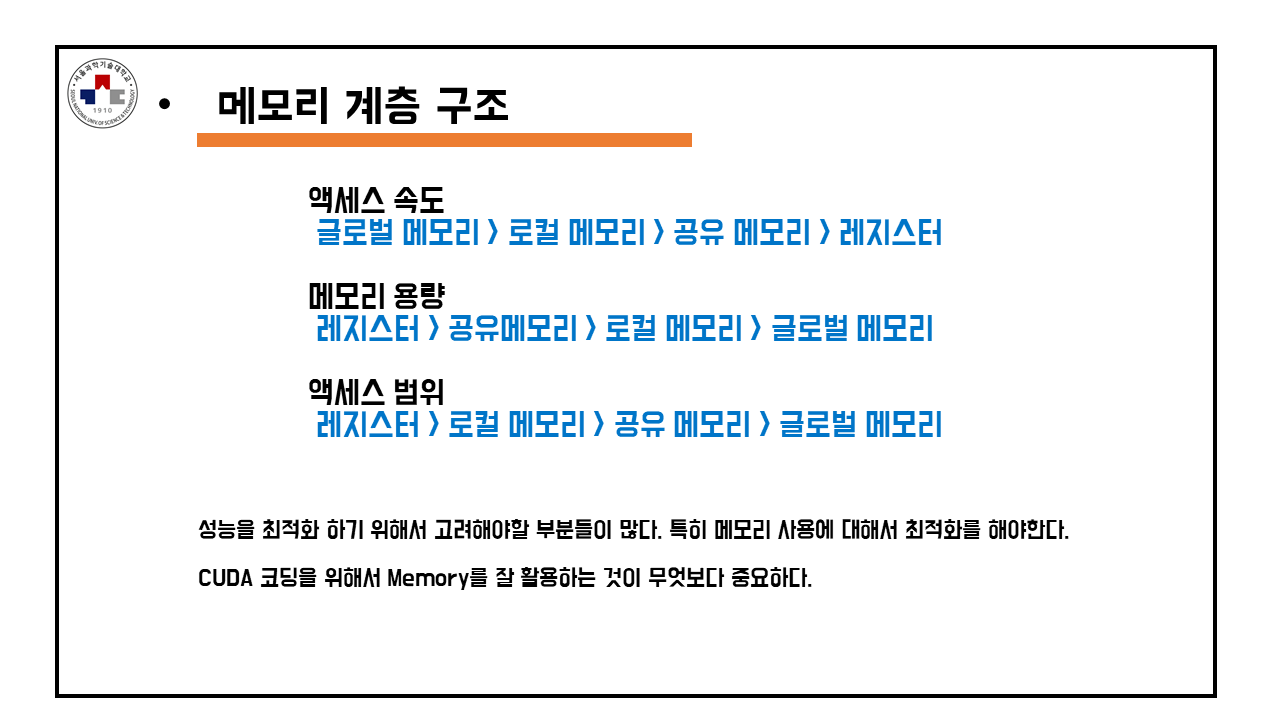 서울과학기술대학교
1910
SEOUL NATIONAL UNIV. OF SCIENCE & TECHNOLOGY
• 메모리 계층 구조
액세스 속도
글로벌 메모리 > 로컬 메모리 > 공유 메모리 > 레지스터
메모리 용량
레지스터 > 공유메모리 > 로컬 메모리 > 글로벌 메모리
액세스 범위
레지스터 > 로컬 메모리 > 공유 메모리 > 글로벌 메모리
성능을 최적화 하기 위해서 고려해야할 부분들이 많다. 특히 메모리 사용에 대해서 최적화를 해야한다.
CUDA 코딩을 위해서 Memory를 잘 활용하는 것이 무엇보다 중요하다.